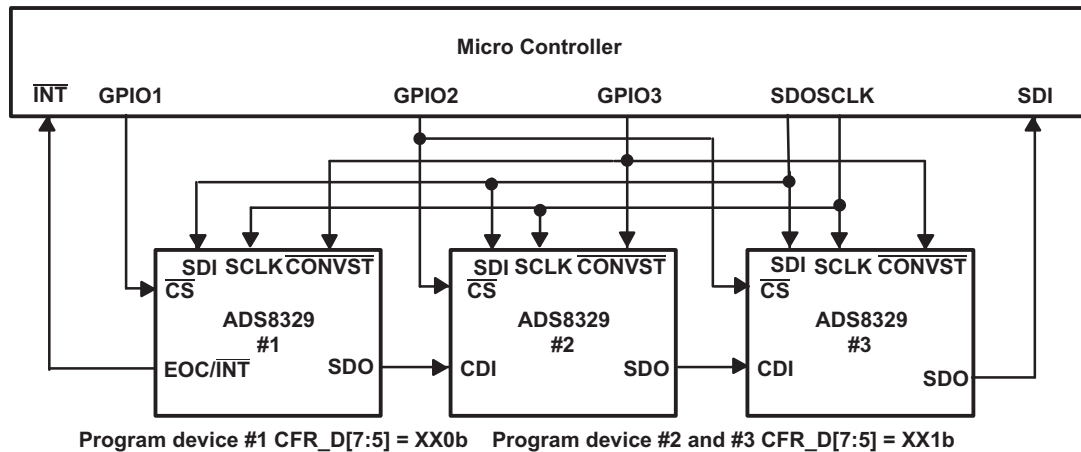 Micro Controller
INT GPIO1 GPIO2 GPIO3 SDOSCLK SDI
SDI SCLK CONVST
CS
ADS8329
#1
EOC/INT SDO
SDI SCLK CONVST
CS
ADS8329
#2
CDI SDO
SDI SCLK CONVST
CS
ADS8329
#3
CDI
SDO
Program device #1 CFR_D[7:5] = XX0b Program device #2 and #3 CFR_D[7:5] = XX1b